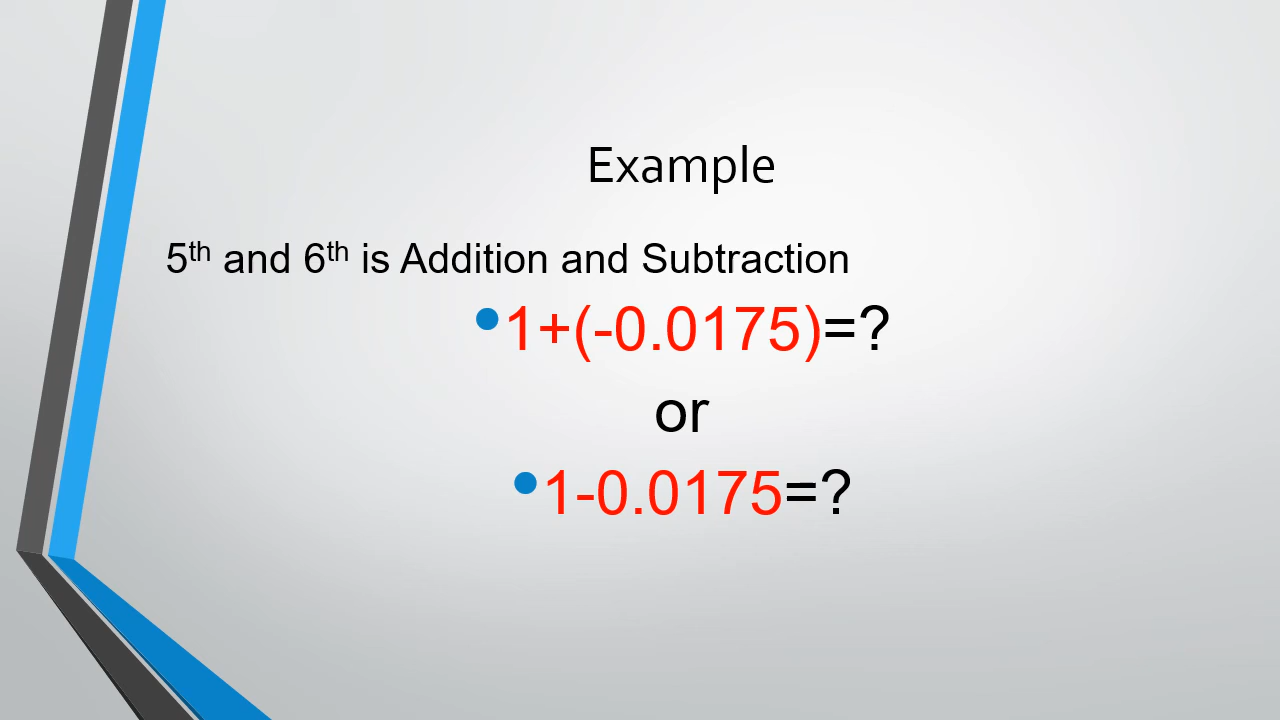 Example
5th and 6th is Addition and Subtraction
•1+(-0.0175)=?
or
•1-0.0175=?